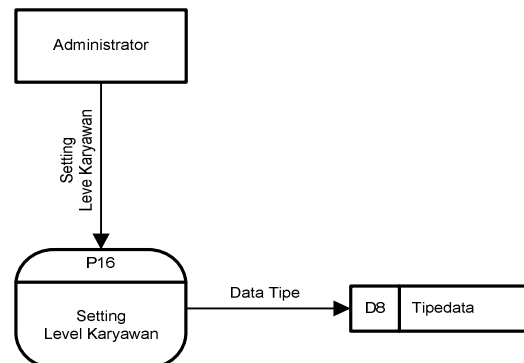 Administrator
Setting
Leve Karyawan
P16
Setting
Level Karyawan
Data Tipe
D8
Tipedata